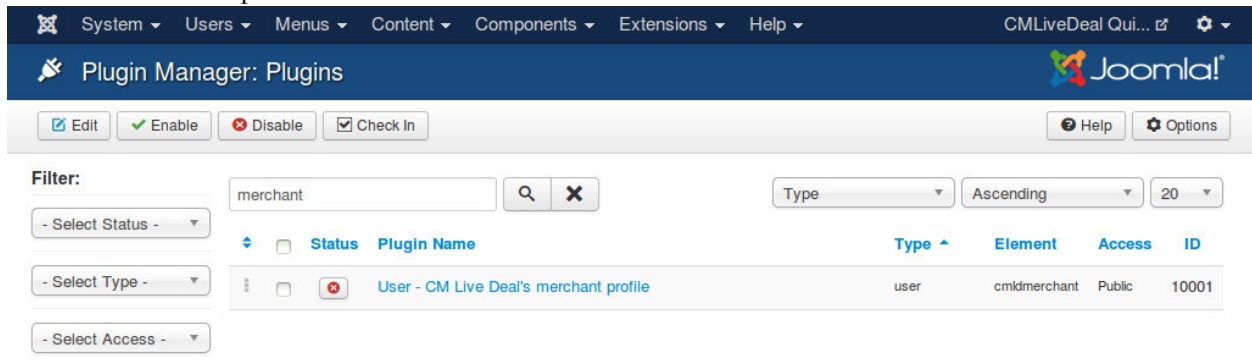 System Users Menus Content Components Extensions Help CMLiveDeal Qui...
Plugin Manager: Plugins Joomla!
Edit Enable Disable Check In Help Options
Filter:
merchant Type Ascending 20
- Select Status -
Status Plugin Name Type Element Access ID
- Select Type - User - CM Live Deal's merchant profile user cmldmerchant Public 10001
- Select Access -